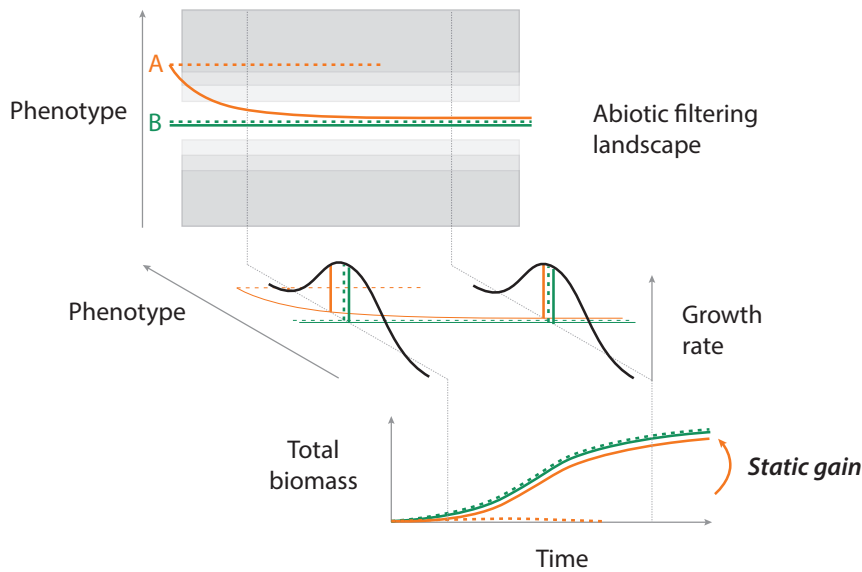 A
Phenotype
B
Abiotic filtering
landscape
Phenotype
Growth
rate
Total
biomass
Static gain
Time